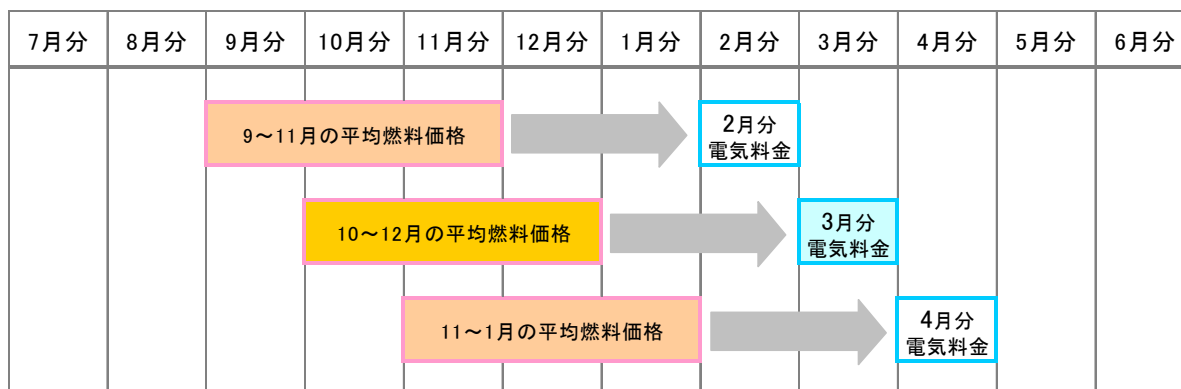 7月分 8月分 9月分 10月分 11月分 12月分 1月分 2月分 3月分 4月分 5月分 6月分
9～11月の平均燃料価格
2月分
電気料金
10～12月の平均燃料価格
3月分
電気料金
11～1月の平均燃料価格
4月分
電気料金